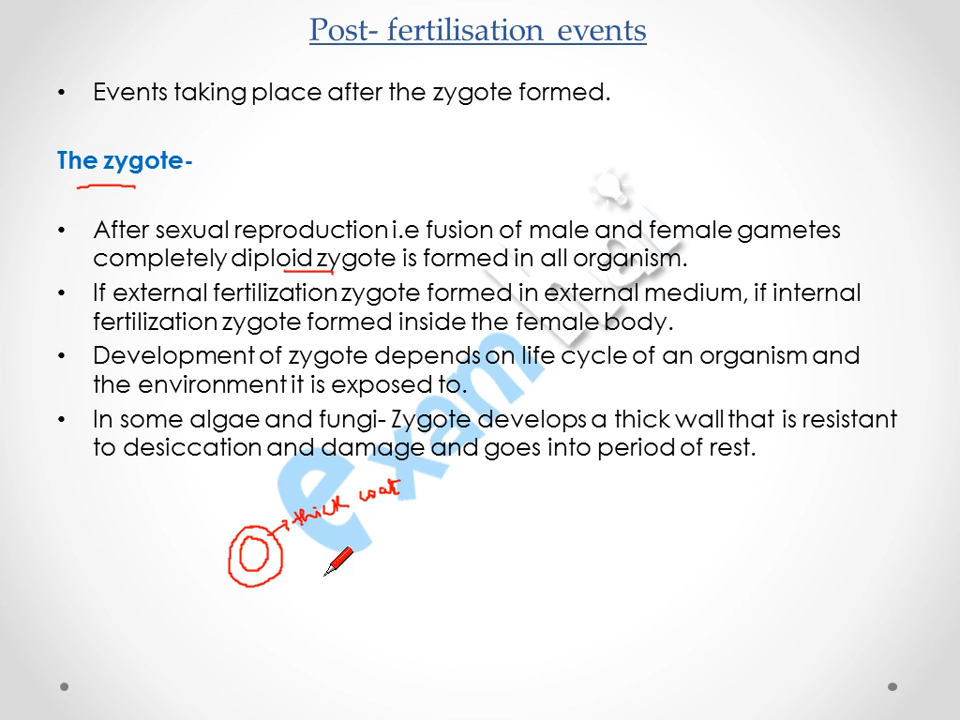 Post- fertilisation events
• Events taking place after the zygote formed.
The zygote-
• After sexual reproduction i.e fusion of male and female gametes
completely diploid zygote is formed in all organism.
• If external fertilization zygote formed in external medium, if internal
fertilization zygote formed inside the female body.
• Development of zygote depends on life cycle of an organism and
the environment it is exposed to.
• In some algae and fungi- Zygote develops a thick wall that is resistant
to desiccation and damage and goes into period of rest.
thick coat
examभाई